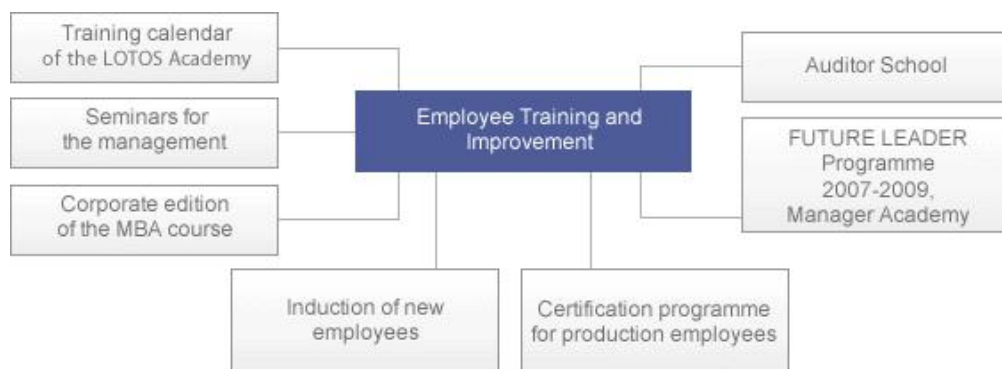 Training calendar
of the LOTOS Academy
Seminars for
the management
Corporate edition
of the MBA course
Employee Training and
Improvement
Auditor School
FUTURE LEADER
Programme
2007-2009,
Manager Academy
Induction of new
employees
Certification programme
for production employees